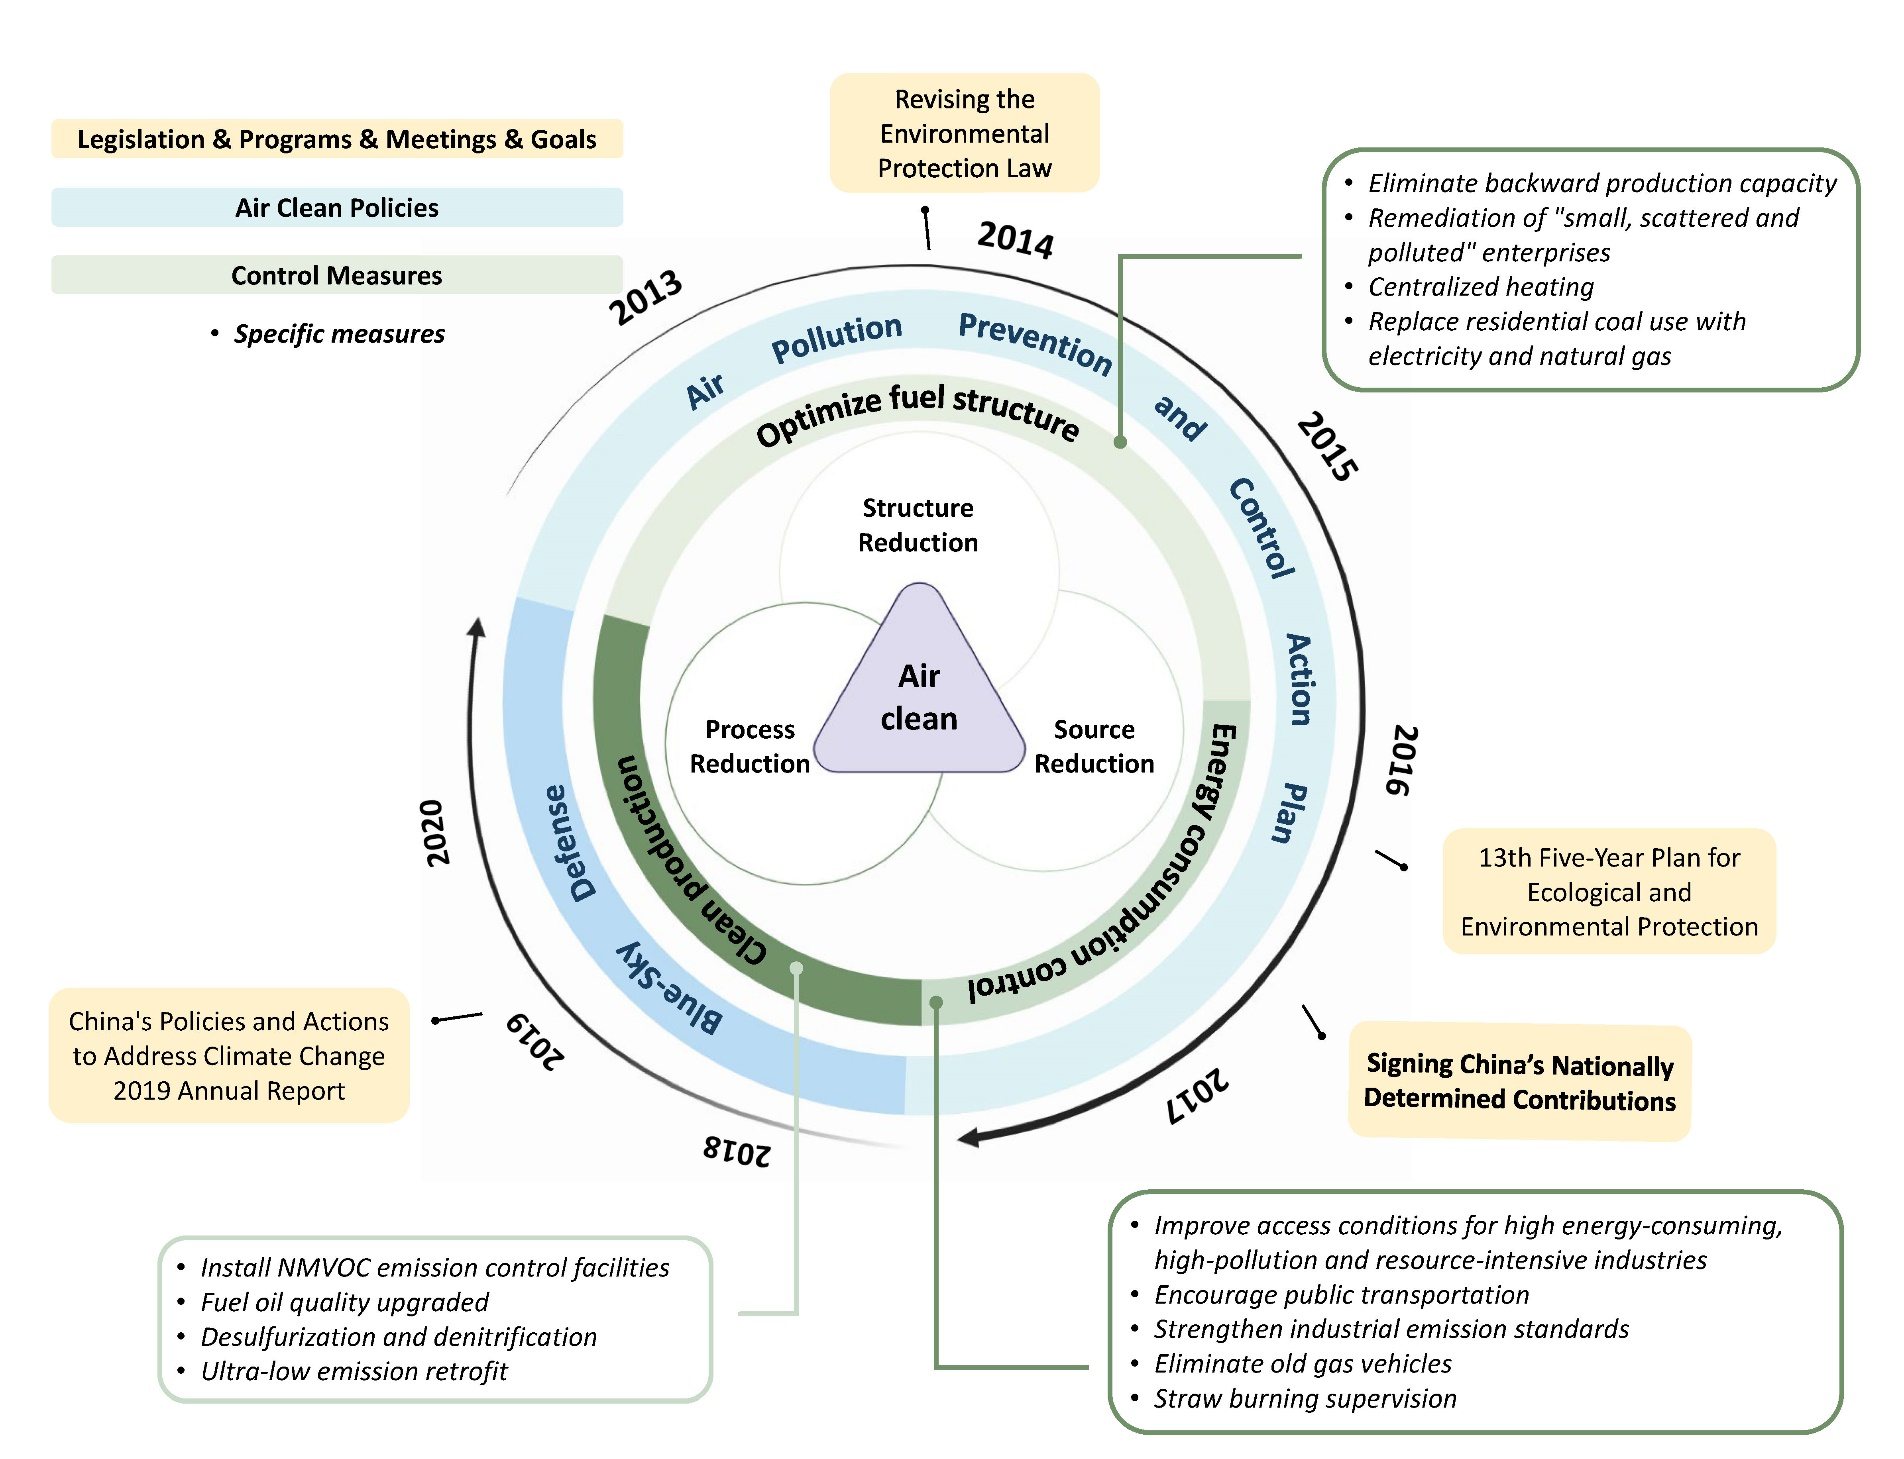 Legislation & Programs & Meetings & Goals
Air Clean Policies
Control Measures
• Specific measures
Revising the
Environmental
Protection Law
• Eliminate backward production capacity
• Remediation of "small, scattered and
polluted" enterprises
• Centralized heating
• Replace residential coal use with
electricity and natural gas
2013
2014
2015
2016
2017
2018
2019
2020
Air Pollution Prevention and Control Action Plan
Blue-Sky Defense
Optimize fuel structure
Energy consumption control
Clean production
Structure
Reduction
Air
clean
Process
Reduction
Source
Reduction
13th Five-Year Plan for
Ecological and
Environmental Protection
Signing China’s Nationally
Determined Contributions
China's Policies and Actions
to Address Climate Change
2019 Annual Report
• Install NMVOC emission control facilities
• Fuel oil quality upgraded
• Desulfurization and denitrification
• Ultra-low emission retrofit
• Improve access conditions for high energy-consuming,
high-pollution and resource-intensive industries
• Encourage public transportation
• Strengthen industrial emission standards
• Eliminate old gas vehicles
• Straw burning supervision